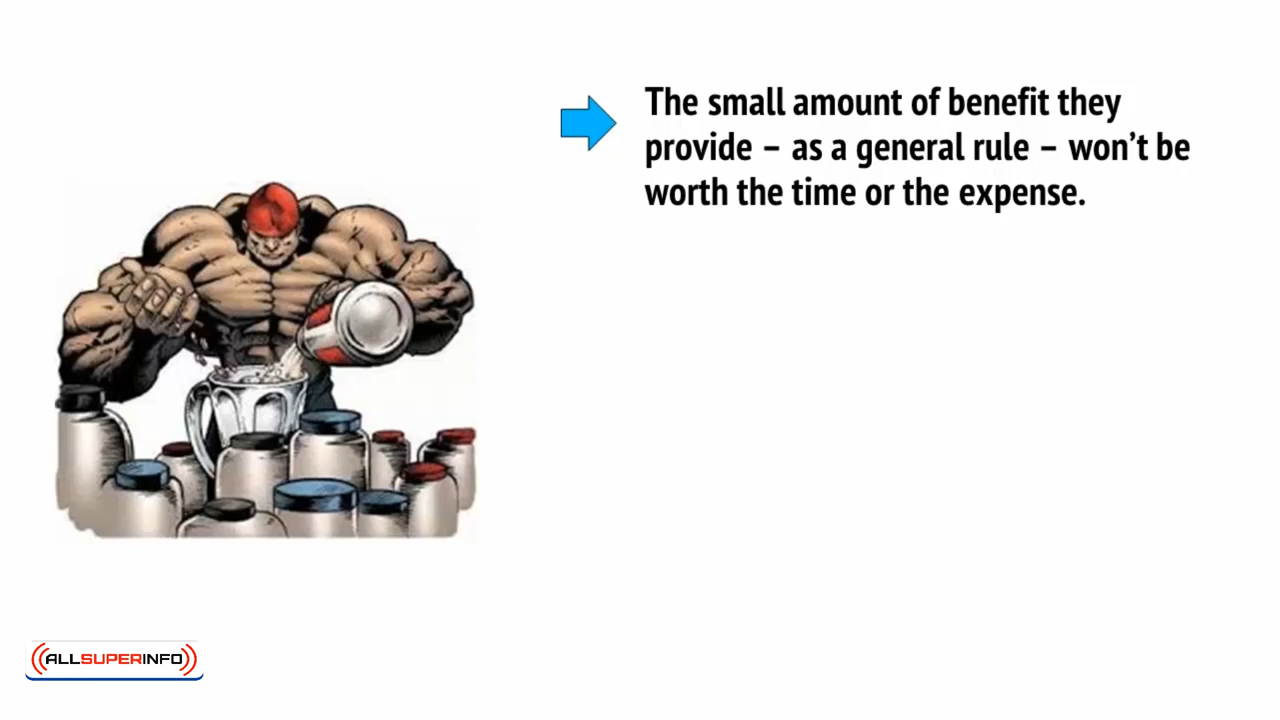 The small amount of benefit they
provide – as a general rule – won’t be
worth the time or the expense.
ALLSUPERINFO